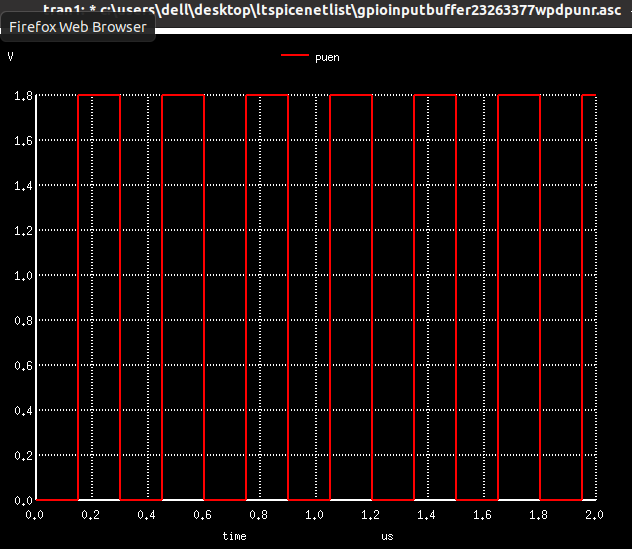 tran1: * c:\users\dell\desktop\ltspicenetlist\gpioinputbuffer23263377wpdpunr.asc
Firefox Web Browser
V
puen
1.8
1.6
1.4
1.2
1.0
0.8
0.6
0.4
0.2
0.0
0.0 0.2 0.4 0.6 0.8 1.0 1.2 1.4 1.6 1.8 2.0
time us